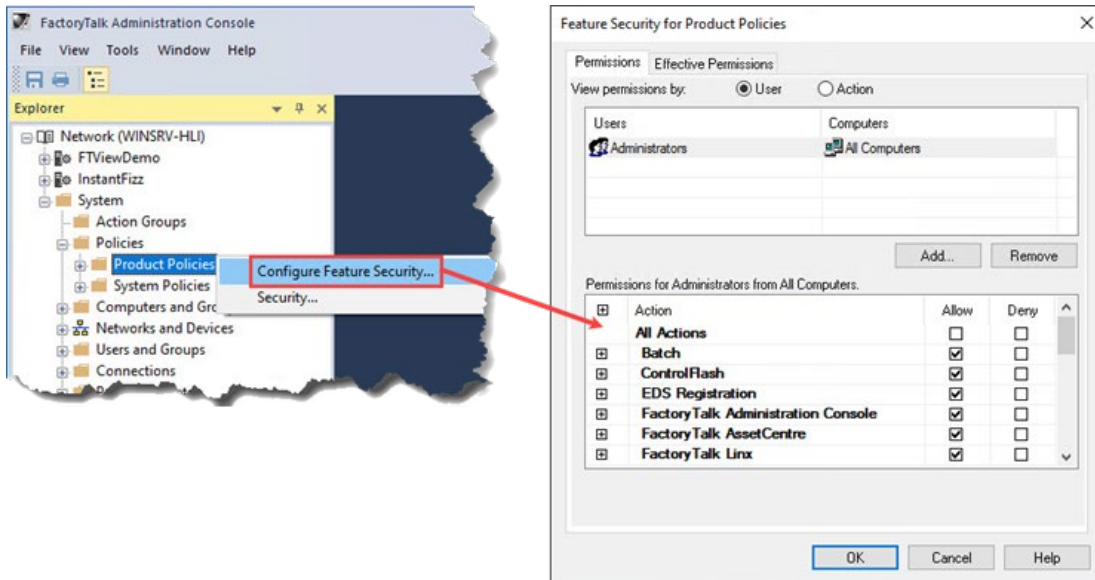 FactoryTalk Administration Console
File View Tools Window Help
Explorer
Network (WINSRV-HLI)
FTViewDemo
InstantFizz
System
Action Groups
Policies
Product Policies
System Policies
Computers and Gro
Networks and Devices
Users and Groups
Connections
Configure Feature Security...
Security...
Feature Security for Product Policies
Permissions Effective Permissions
View permissions by: User Action
Users Computers
Administrators All Computers
Add... Remove
Permissions for Administrators from All Computers.
Action Allow Deny
All Actions
Batch
ControlFlash
EDS Registration
FactoryTalk Administration Console
FactoryTalk AssetCentre
FactoryTalk Linx
OK Cancel Help